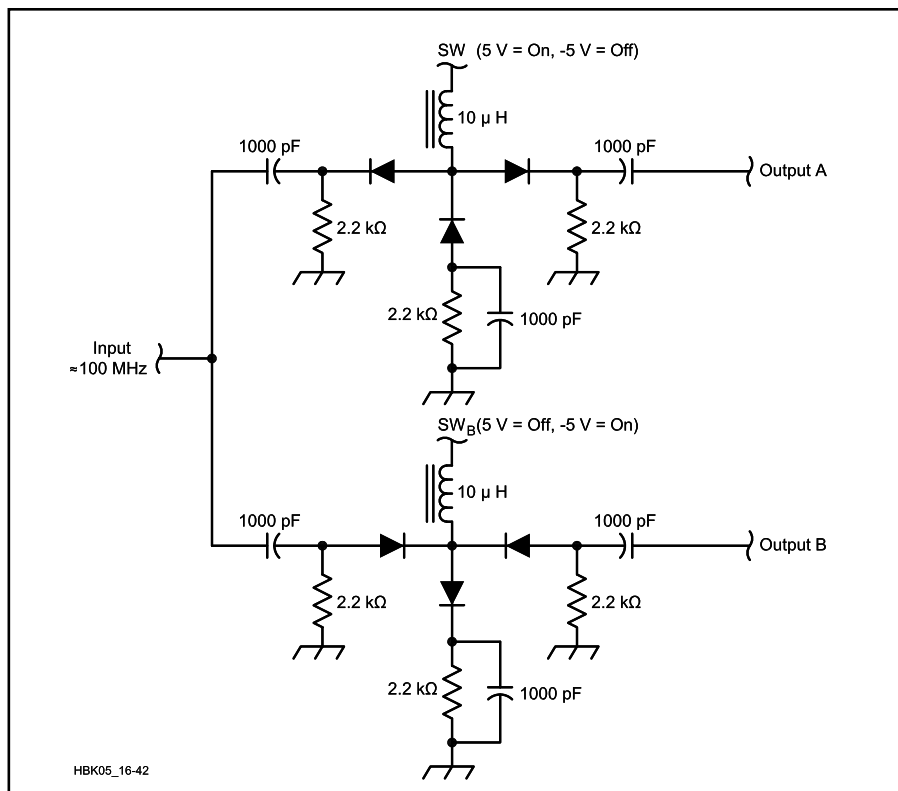 SW (5 V = On, -5 V = Off)
10 µ H
1000 pF
1000 pF
Output A
2.2 kΩ
2.2 kΩ
2.2 kΩ
1000 pF
Input
≈100 MHz
SWB(5 V = Off, -5 V = On)
10 µ H
1000 pF
1000 pF
Output B
2.2 kΩ
2.2 kΩ
2.2 kΩ
1000 pF
HBK05_16-42